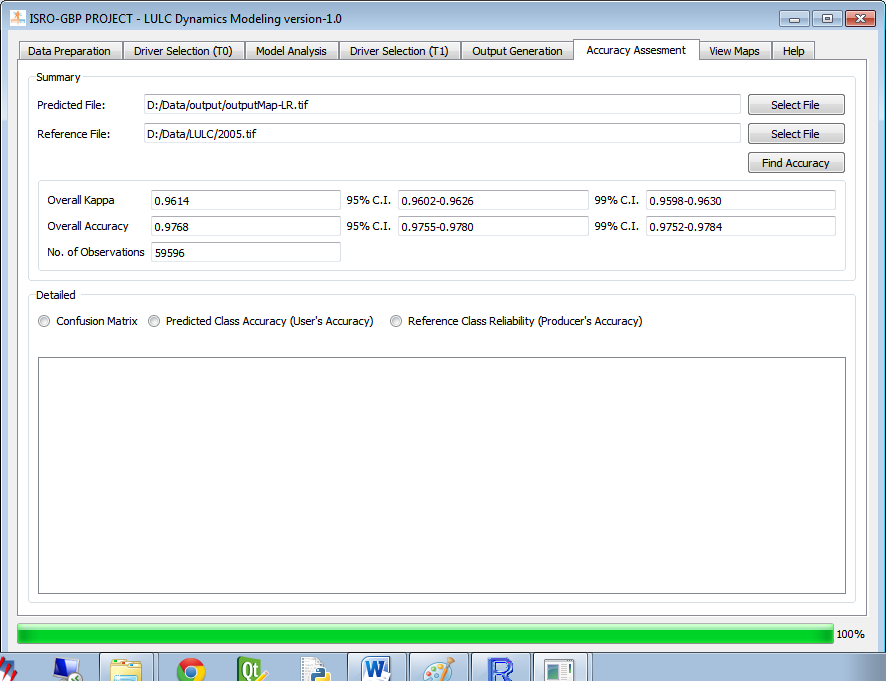 ISRO-GBP PROJECT - LULC Dynamics Modeling version-1.0
Data Preparation Driver Selection (T0) Model Analysis Driver Selection (T1) Output Generation Accuracy Assesment View Maps Help
Summary
Predicted File: D:/Data/output/outputMap-LR.tif Select File
Reference File: D:/Data/LULC/2005.tif Select File
Find Accuracy
Overall Kappa 0.9614 95% C.I. 0.9602-0.9626 99% C.I. 0.9598-0.9630
Overall Accuracy 0.9768 95% C.I. 0.9755-0.9780 99% C.I. 0.9752-0.9784
No. of Observations 59596
Detailed
Confusion Matrix Predicted Class Accuracy (User's Accuracy) Reference Class Reliability (Producer's Accuracy)
100%
Qt W R